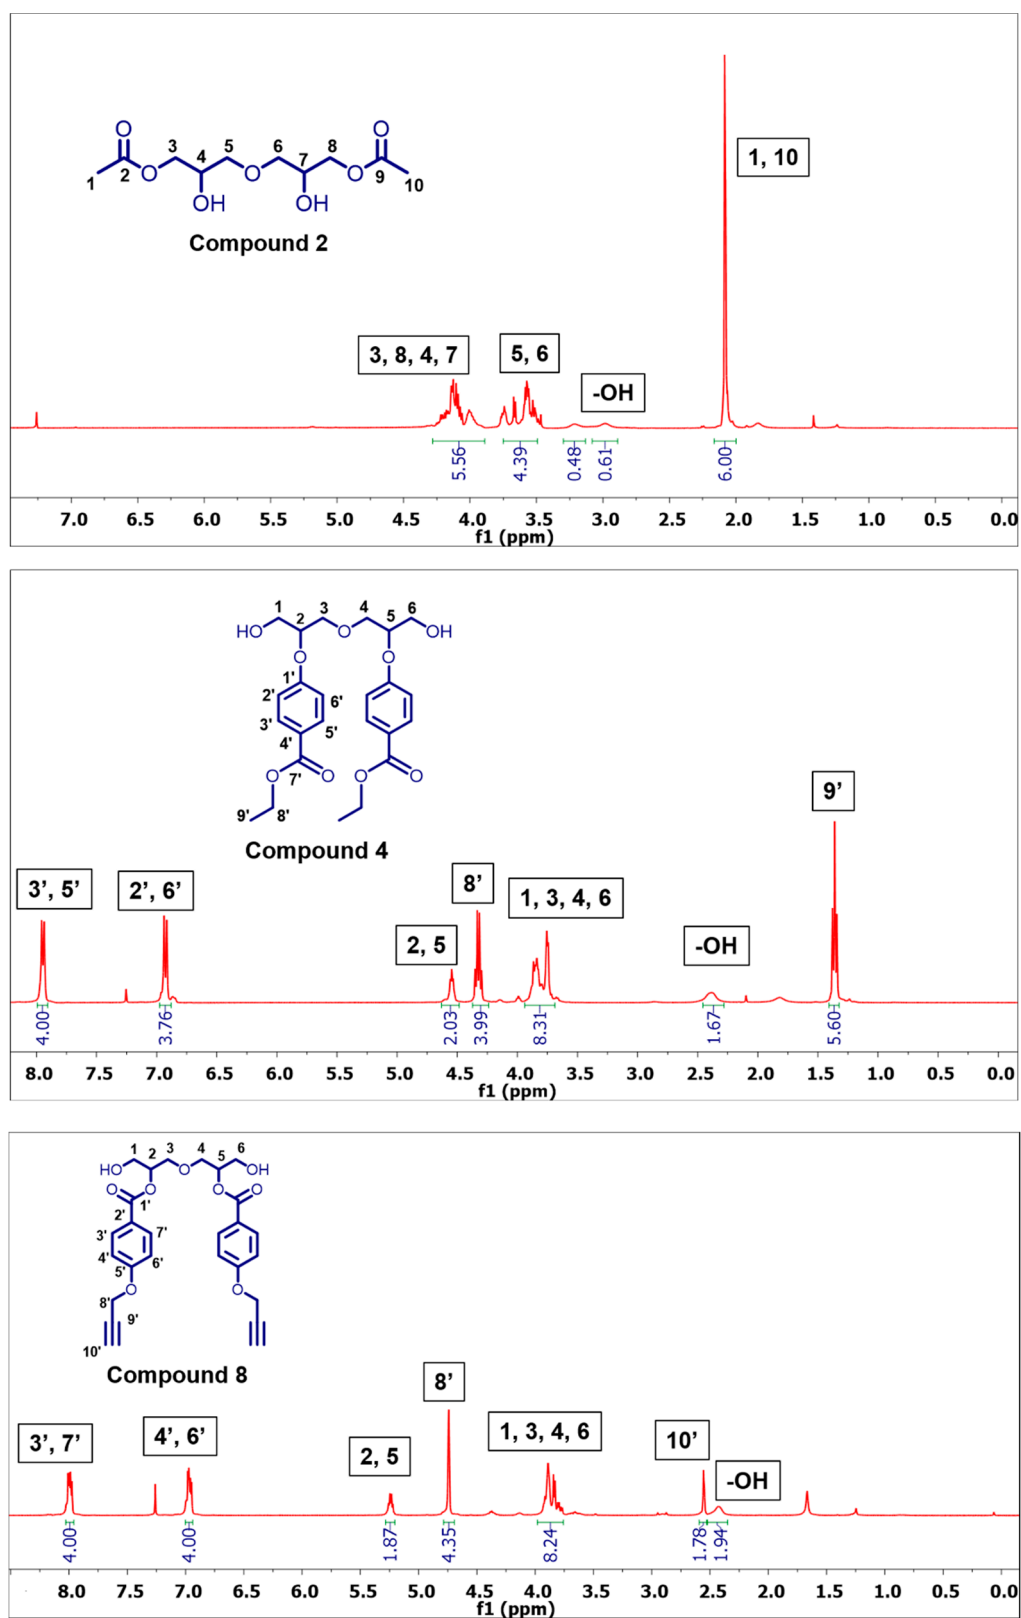 O
O
3
5
6
8
1
2
O
4
O
7
O
9
10
OH
OH
Compound 2
1, 10
3, 8, 4, 7
5, 6
-OH
5.56
4.39
0.48
0.61
6.00
7.0 6.5 6.0 5.5 5.0 4.5 4.0 3.5 3.0 2.5 2.0 1.5 1.0 0.5 0.0
f1 (ppm)
1
3
4
6
HO
2
O
5
OH
O
O
1'
2'
6'
3'
5'
4'
O
7'
O
O
O
9'
8'
Compound 4
3’, 5’
2’, 6’
2, 5
8’
1, 3, 4, 6
-OH
9’
4.00
3.76
2.03
3.99
8.31
1.67
5.60
8.0 7.5 7.0 6.5 6.0 5.5 5.0 4.5 4.0 3.5 3.0 2.5 2.0 1.5 1.0 0.5 0.0
f1 (ppm)
1
2
3
4
5
6
HO
O
OH
O
O
1'
O
O
2'
3'
7'
4'
6'
5'
O
O
8'
9'
10'
Compound 8
3’, 7’
4’, 6’
2, 5
8’
1, 3, 4, 6
10’
-OH
4.00
4.00
1.87
4.35
8.24
1.78
1.94
8.0 7.5 7.0 6.5 6.0 5.5 5.0 4.5 4.0 3.5 3.0 2.5 2.0 1.5 1.0 0.5 0.0
f1 (ppm)